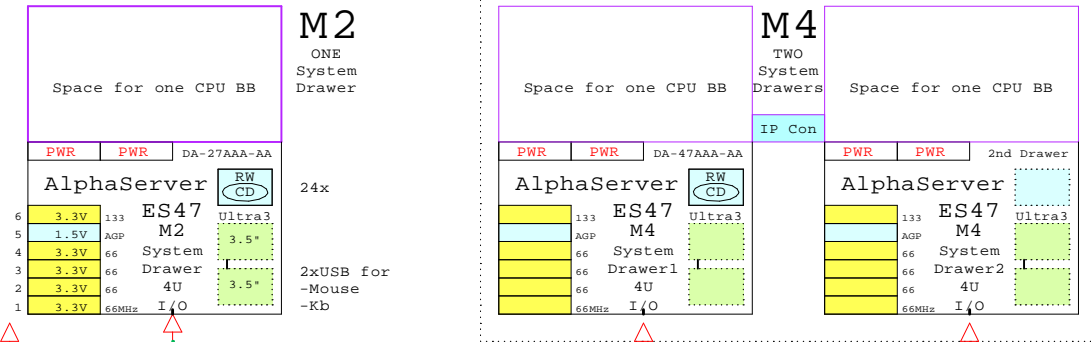 M2
ONE
System
Drawer
Space for one CPU BB
PWR PWR DA-27AAA-AA
AlphaServer
RW
CD
24x
ES47
M2
System
Drawer
4U
I/O
Ultra3
3.5"
3.5"
6 3.3V 133
5 1.5V AGP
4 3.3V 66
3 3.3V 66
2 3.3V 66
1 3.3V 66MHz
2xUSB for
-Mouse
-Kb
M4
TWO
System
Drawers
Space for one CPU BB
IP Con
PWR PWR DA-47AAA-AA
AlphaServer
RW
CD
ES47
M4
System
Drawer1
4U
I/O
Ultra3
133
AGP
66
66
66
66MHz
Space for one CPU BB
PWR PWR 2nd Drawer
AlphaServer
ES47
M4
System
Drawer2
4U
I/O
Ultra3
133
AGP
66
66
66
66MHz